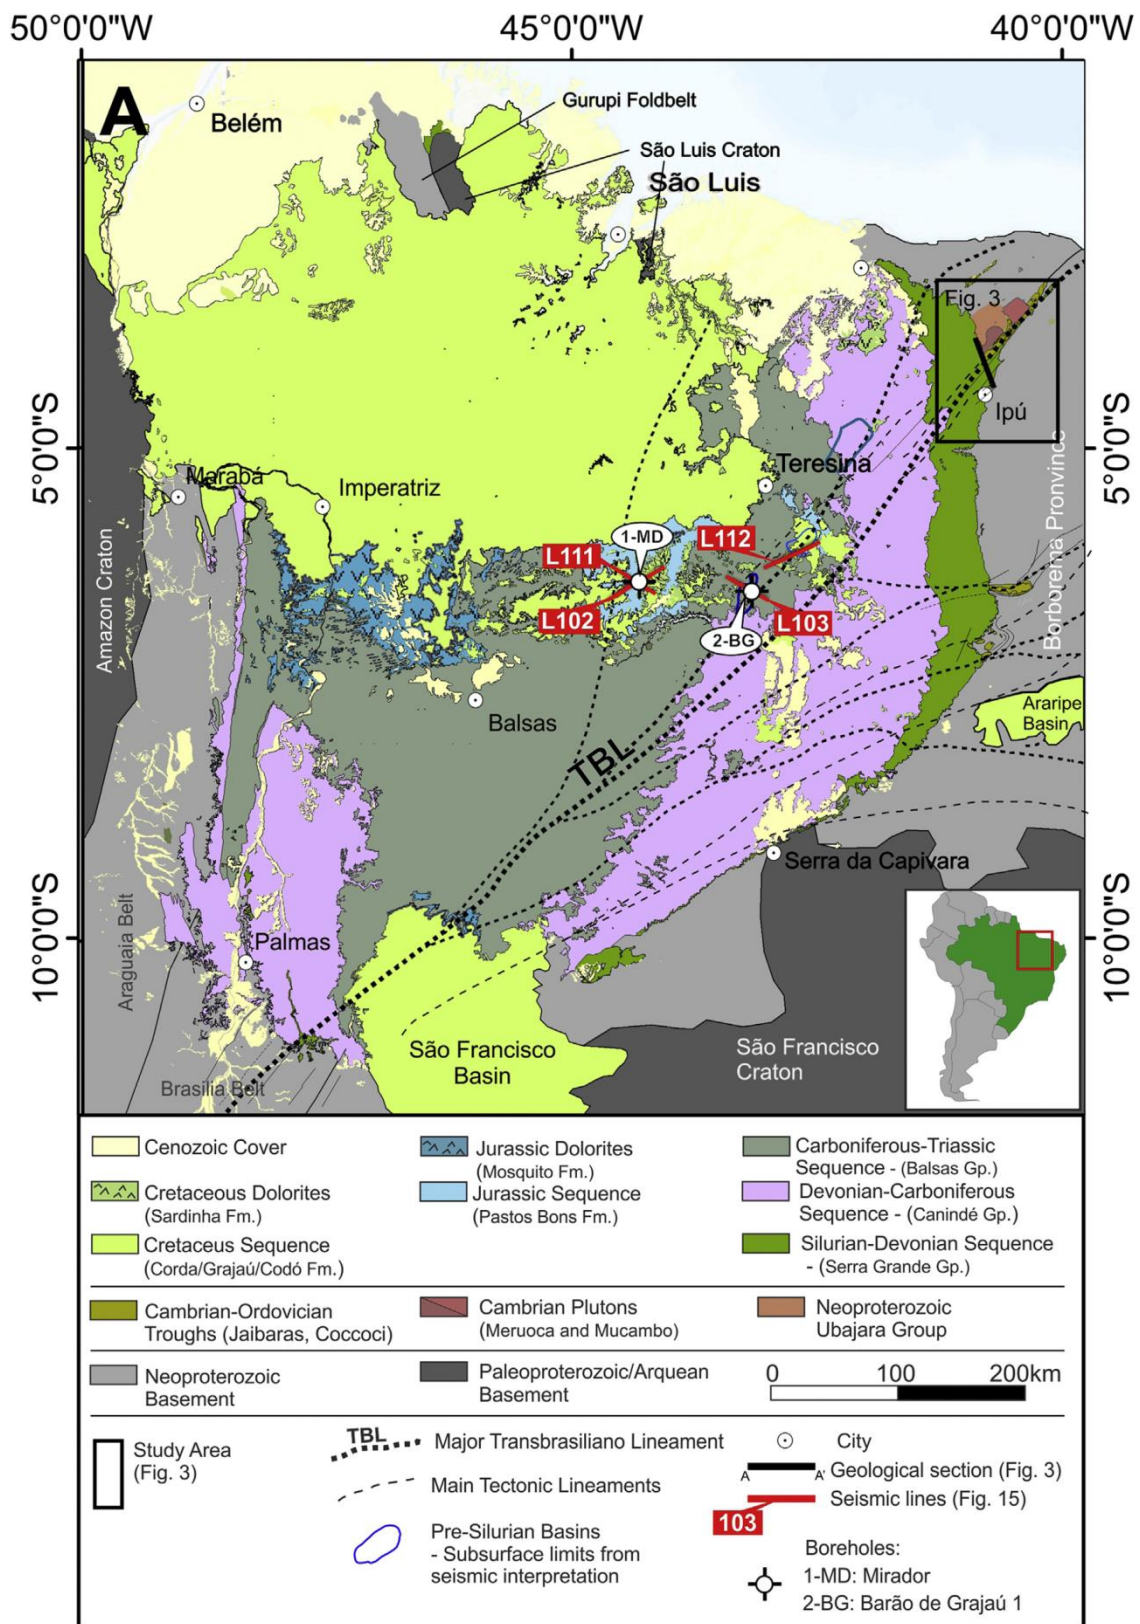 50°0'0"W 45°0'0"W 40°0'0"W
A
Belém
Gurupi Foldbelt
São Luis Craton
São Luis
Fig. 3
Ipú
5°0'0"S
5°0'0"S
Teresina
Marabá
Imperatriz
1-MD
L111
L112
L102
L103
2-BG
Amazon Craton
Borborema Pronvince
Balsas
TBL
Araripe
Basin
Serra da Capivara
10°0'0"S
10°0'0"S
Araguaia Belt
Palmas
São Francisco
Basin
São Francisco
Craton
Brasilia Belt
Cenozoic Cover
Cretaceous Dolorites
(Sardinha Fm.)
Cretaceus Sequence
(Corda/Grajaú/Codó Fm.)
Jurassic Dolorites
(Mosquito Fm.)
Jurassic Sequence
(Pastos Bons Fm.)
Carboniferous-Triassic
Sequence - (Balsas Gp.)
Devonian-Carboniferous
Sequence - (Canindé Gp.)
Silurian-Devonian Sequence
- (Serra Grande Gp.)
Cambrian-Ordovician
Troughs (Jaibaras, Coccoci)
Cambrian Plutons
(Meruoca and Mucambo)
Neoproterozoic
Ubajara Group
Neoproterozoic
Basement
Paleoproterozoic/Arquean
Basement
0 100 200km
Study Area
(Fig. 3)
TBL
Major Transbrasiliano Lineament
Main Tectonic Lineaments
Pre-Silurian Basins
- Subsurface limits from
seismic interpretation
City
A A' Geological section (Fig. 3)
Seismic lines (Fig. 15)
103
Boreholes:
1-MD: Mirador
2-BG: Barão de Grajaú 1